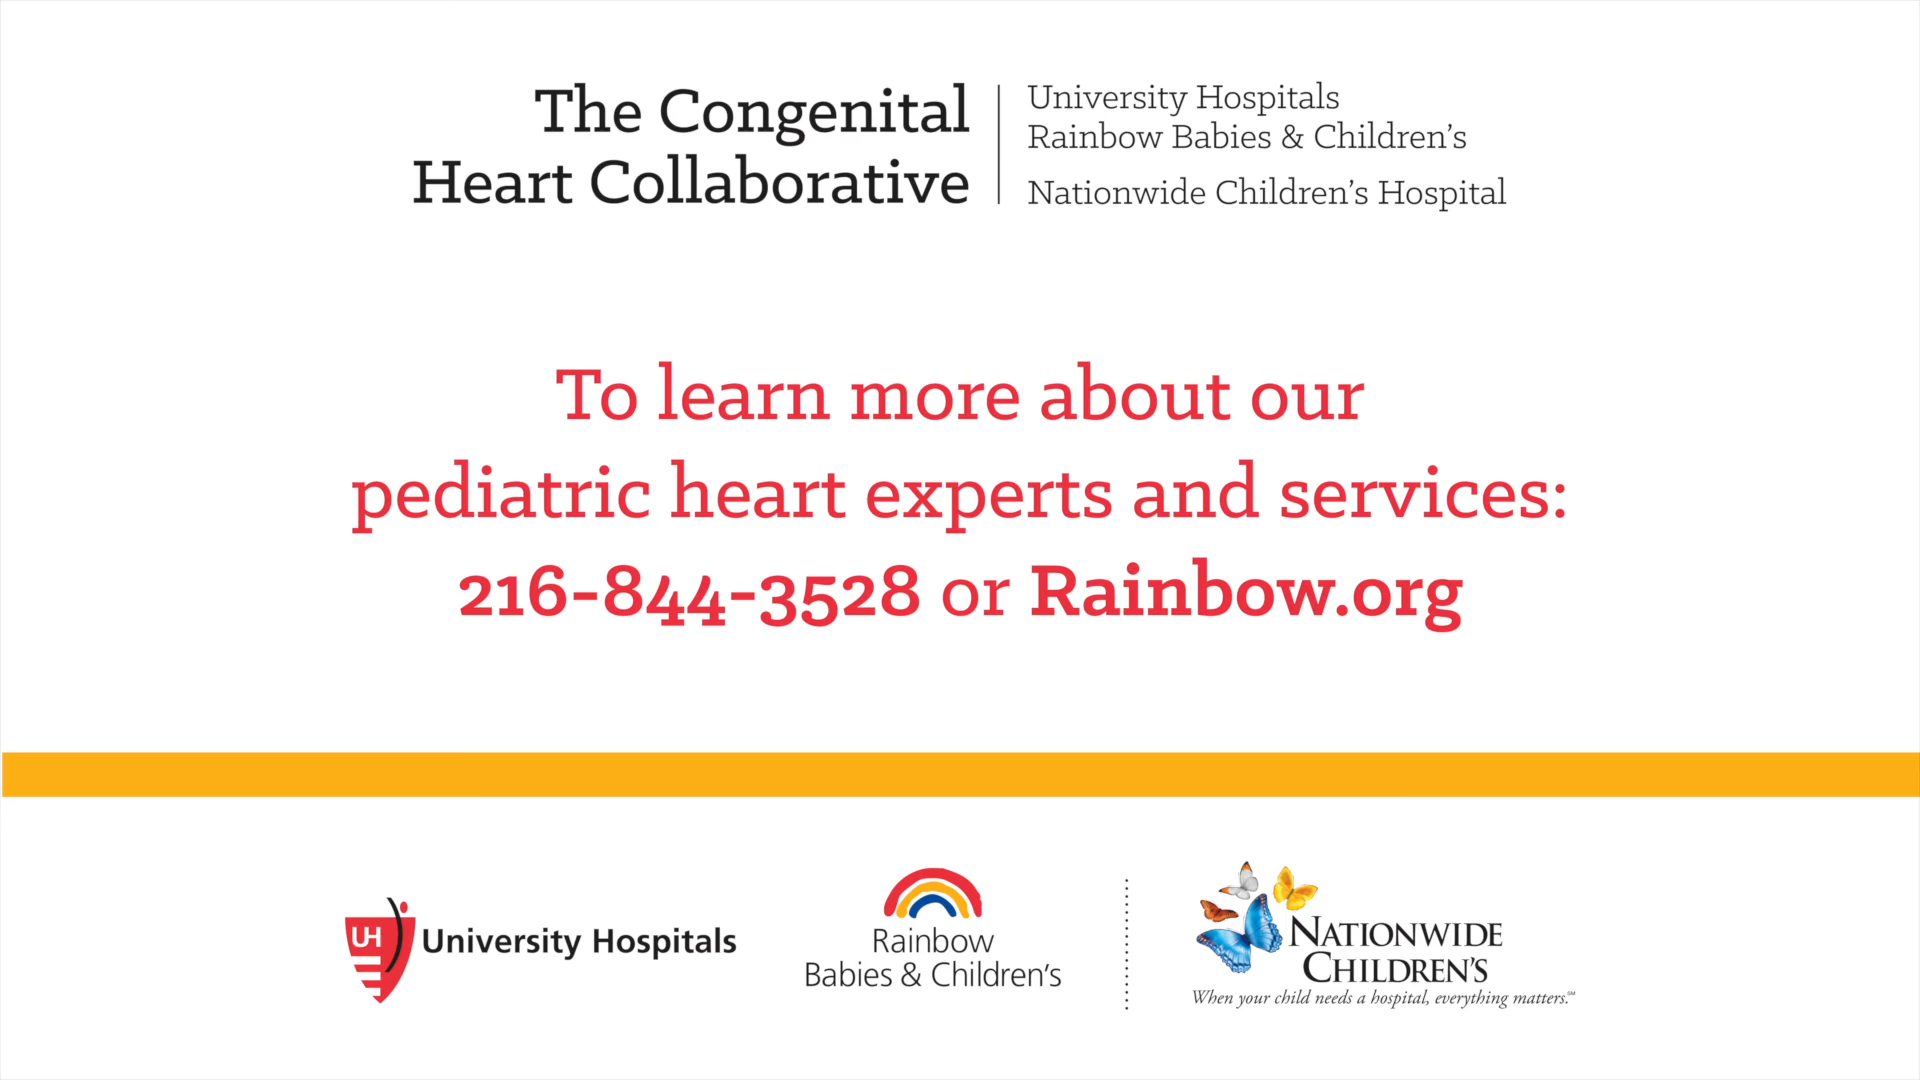 The Congenital
Heart Collaborative
University Hospitals
Rainbow Babies & Children's
Nationwide Children's Hospital
To learn more about our
pediatric heart experts and services:
216-844-3528 or Rainbow.org
UH
University Hospitals
Rainbow
Babies & Children's
NATIONWIDE
CHILDREN'S
When your child needs a hospital, everything matters.℠